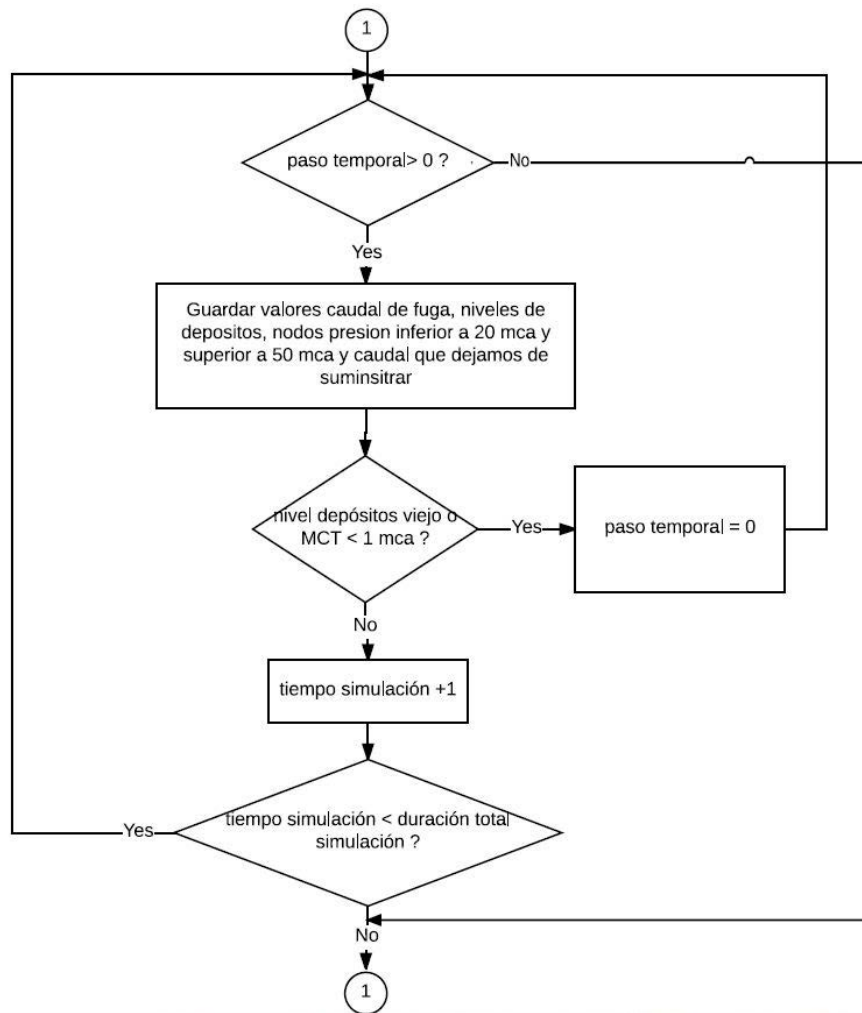 1
paso temporal> 0 ?
No
Yes
Guardar valores caudal de fuga, niveles de
depositos, nodos presion inferior a 20 mca y
superior a 50 mca y caudal que dejamos de
suminsitrar
nivel depósitos viejo o
MCT < 1 mca ?
Yes
paso temporal = 0
No
tiempo simulación +1
tiempo simulación < duración total
simulación ?
Yes
No
1